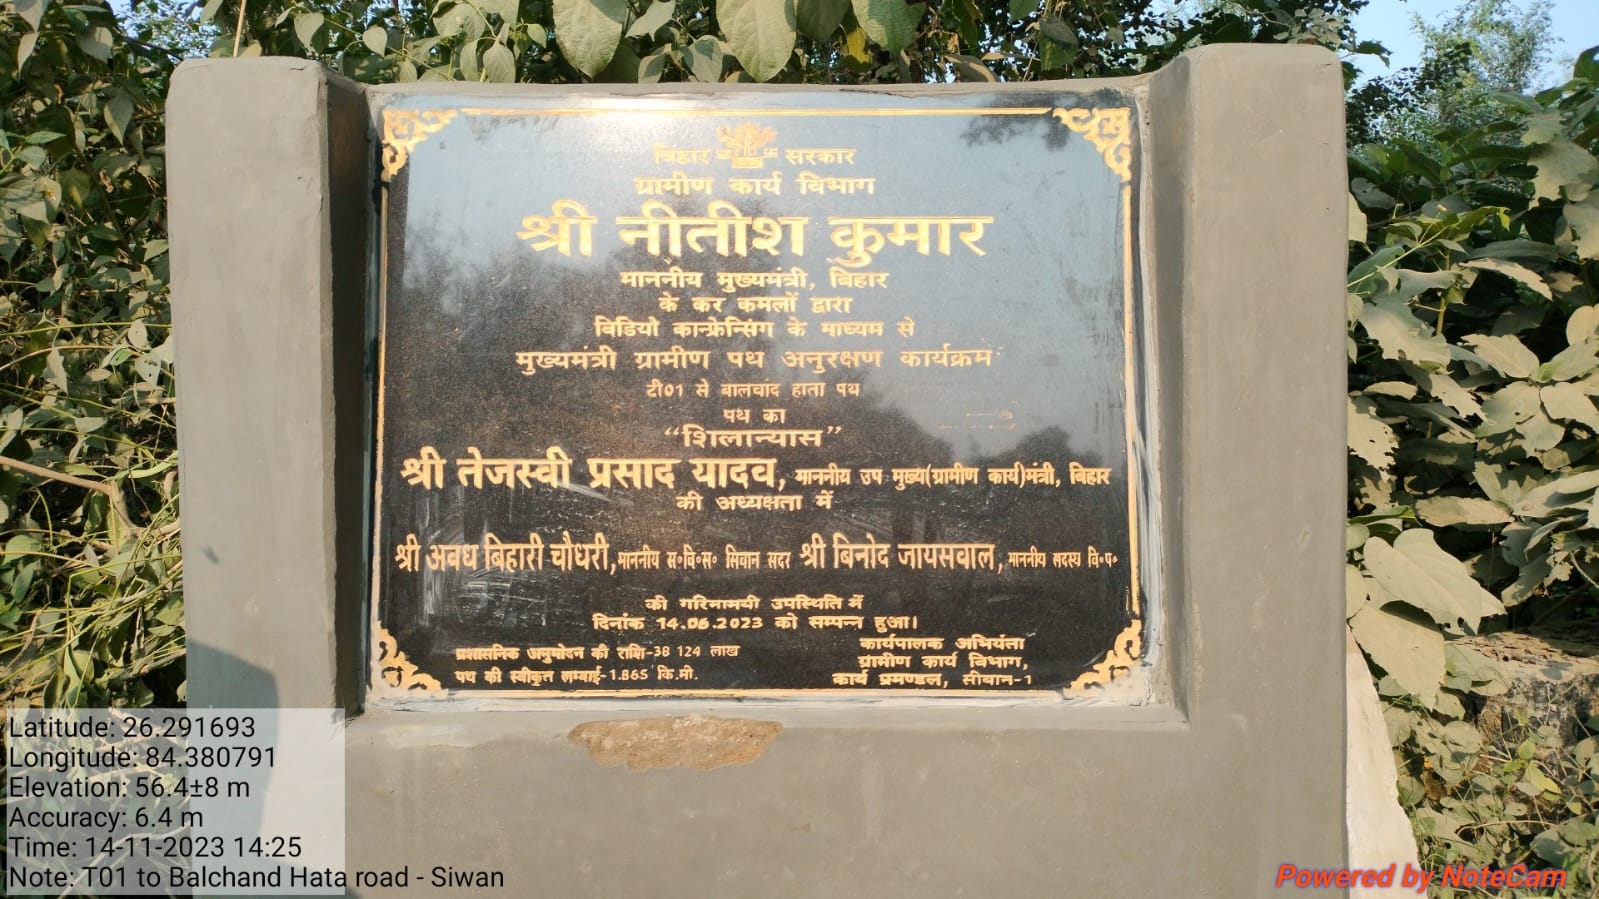 बिहार सरकार
ग्रामीण कार्य विभाग
श्री नीतीश कुमार
माननीय मुख्यमंत्री, बिहार
के कर कमलों द्वारा
विडियो कान्फ्रेन्सिंग के माध्यम से
मुख्यमंत्री ग्रामीण पथ अनुरक्षण कार्यक्रम
टी01 से बालचांद हाता पथ
पथ का
“शिलान्यास”
श्री तेजस्वी प्रसाद यादव, माननीय उप मुख्य(ग्रामीण कार्य)मंत्री, बिहार
की अध्यक्षता में
श्री अवध बिहारी चौधरी, माननीय स०वि०स० सिवान सदर श्री बिनोद जायसवाल, माननीय सदस्य वि०प०
की गरिमामयी उपस्थिति में
दिनांक 14.06.2023 को सम्पन्न हुआ।
प्रशासनिक अनुमोदन की राशि-38 124 लाख
पथ की स्वीकृत लम्बाई-1.865 कि.मी.
कार्यपालक अभियंता
ग्रामीण कार्य विभाग,
कार्य प्रमण्डल, सीवान-1
Latitude: 26.291693
Longitude: 84.380791
Elevation: 56.4±8 m
Accuracy: 6.4 m
Time: 14-11-2023 14:25
Note: T01 to Balchand Hata road - Siwan
Powered by NoteCam